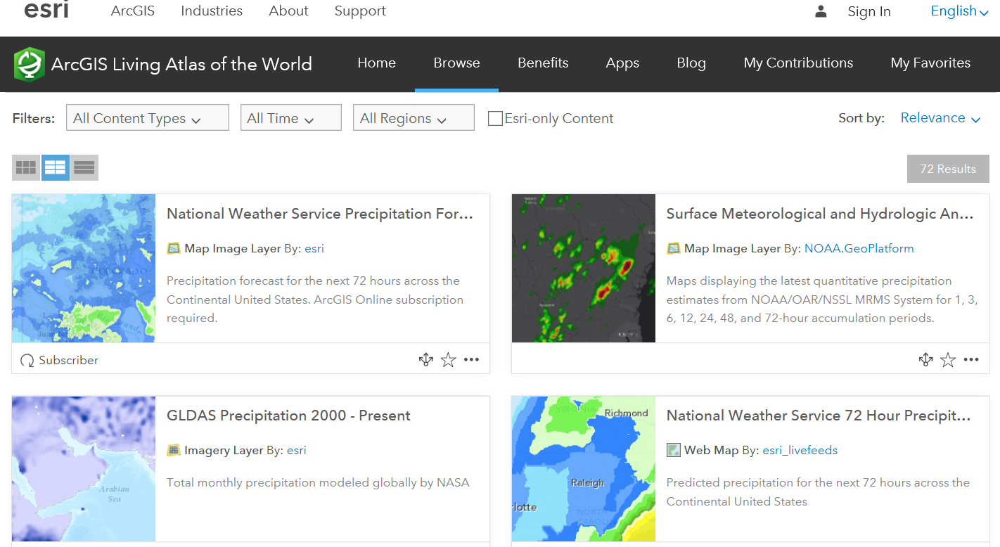 esri ArcGIS Industries About Support Sign In English
ArcGIS Living Atlas of the World Home Browse Benefits Apps Blog My Contributions My Favorites
Filters: All Content Types All Time All Regions Esri-only Content Sort by: Relevance
72 Results
National Weather Service Precipitation For...
Map Image Layer By: esri
Precipitation forecast for the next 72 hours across the
Continental United States. ArcGIS Online subscription
required.
COLORADO
Subscriber
Surface Meteorological and Hydrologic An...
Map Image Layer By: NOAA.GeoPlatform
Maps displaying the latest quantitative precipitation
estimates from NOAA/OAR/NSSL MRMS System for 1, 3,
6, 12, 24, 48, and 72-hour accumulation periods.
GLDAS Precipitation 2000 - Present
Imagery Layer By: esri
Total monthly precipitation modeled globally by NASA
Arabian
Sea
National Weather Service 72 Hour Precipit...
Web Map By: esri_livefeeds
Predicted precipitation for the next 72 hours across the
Continental United States
VIRGINIA
Richmond
Raleigh
lotte
NORTH
CAROLIN